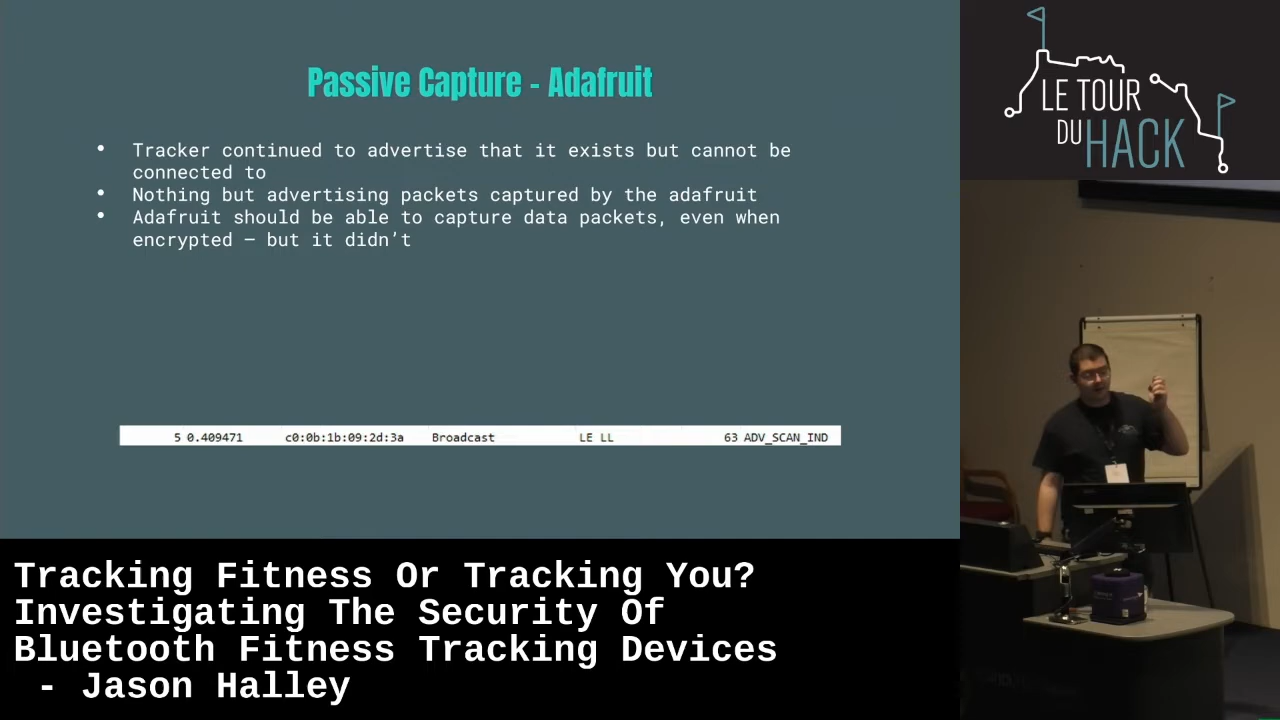 Passive Capture - Adafruit
• Tracker continued to advertise that it exists but cannot be
connected to
• Nothing but advertising packets captured by the adafruit
• Adafruit should be able to capture data packets, even when
encrypted – but it didn’t
5 0.409471 c0:0b:1b:09:2d:3a Broadcast LE LL 63 ADV_SCAN_IND
LE TOUR
DU HACK
Tracking Fitness Or Tracking You?
Investigating The Security Of
Bluetooth Fitness Tracking Devices
- Jason Halley